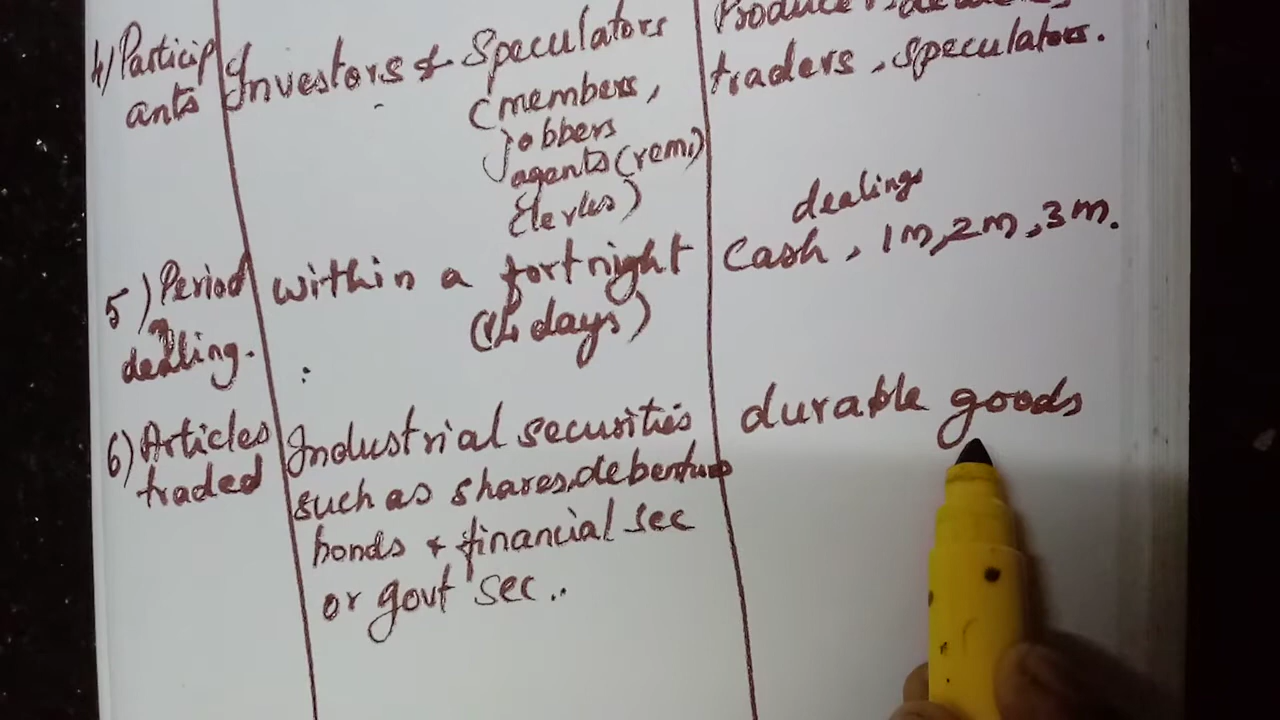 4) Particip
ants
Investors & Speculators
(members,
jobbers
agents (remi)
Clerks)
Produce
traders, speculators.
5) Period
dealing.
within a fortnight
(14 days)
dealings
Cash, 1m, 2m, 3m.
6) Articles
traded
Industrial securities
such as shares, debentures
bonds & financial sec
or govt sec..
durable goods